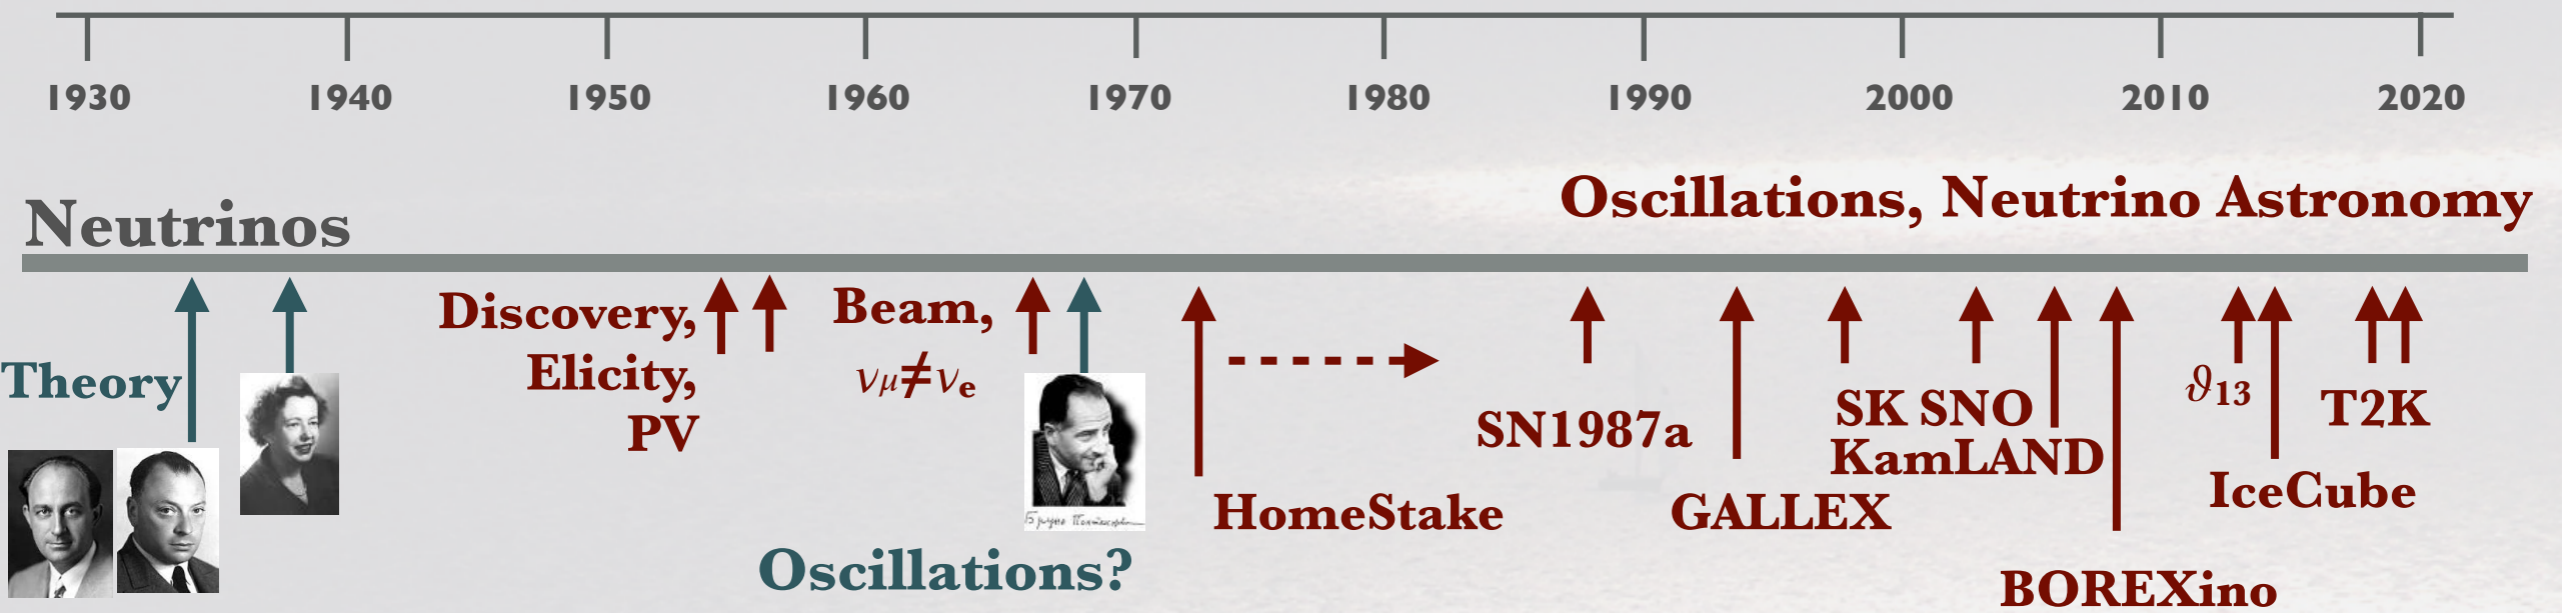 1930 1940 1950 1960 1970 1980 1990 2000 2010 2020
Oscillations, Neutrino Astronomy
Neutrinos
Theory
Discovery,
Elicity,
PV
Beam,
νμ≠νe
Oscillations?
HomeStake
SN1987a
GALLEX
SK SNO
KamLAND
BOREXino
ϑ13
IceCube
T2K